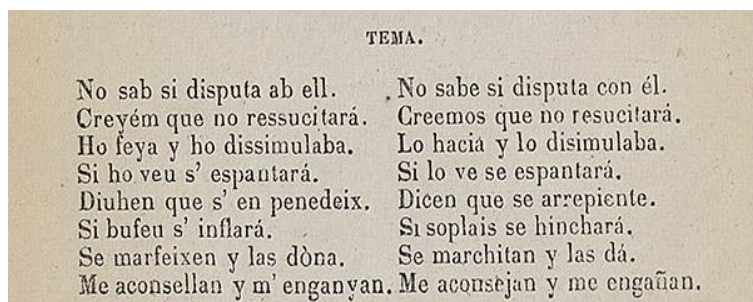 TEMA.
No sab si disputa ab ell. No sabe si disputa con él.
Creyém que no ressucitará. Creemos que no resucitará.
Ho feya y ho dissimulaba. Lo hacia y lo disimulaba.
Si ho veu s' espantará. Si lo ve se espantará.
Diuhen que s' en penedeix. Dicen que se arrepiente.
Si bufeu s' inflará. Si soplais se hinchará.
Se marfeixen y las dòna. Se marchitan y las dá.
Me aconsellan y m' enganyan. Me aconsejan y me engañan.